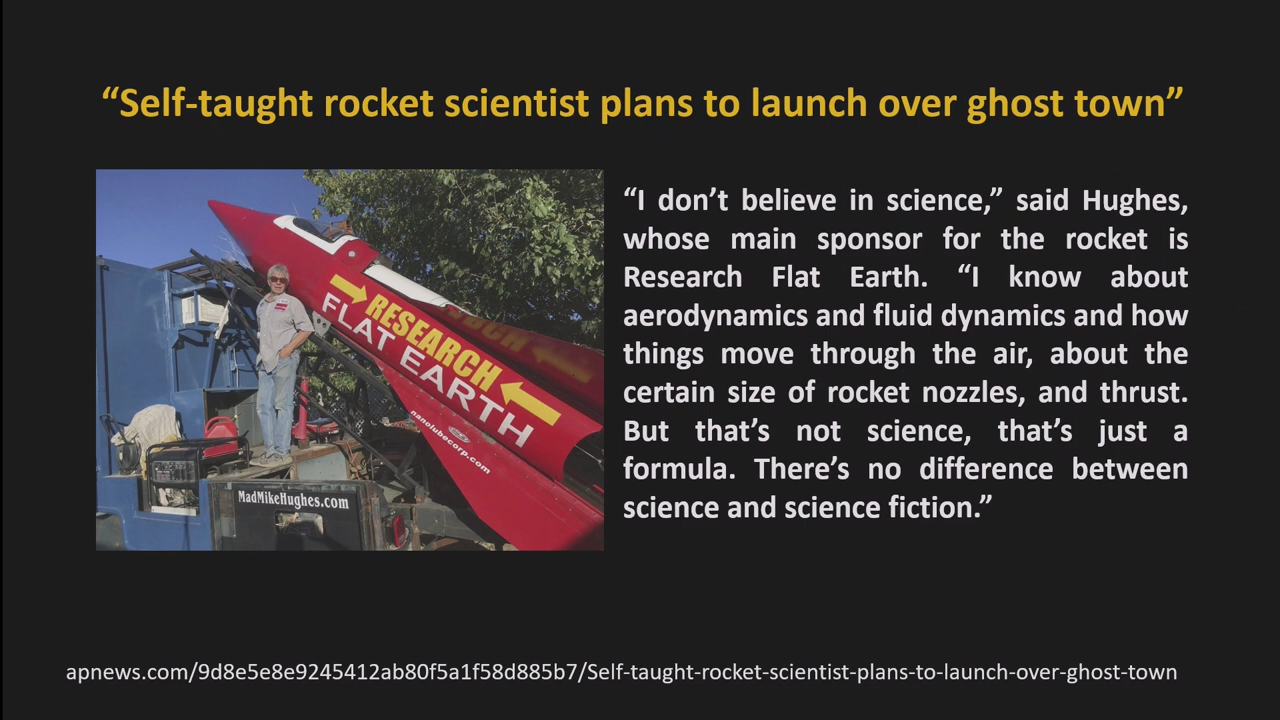 “Self-taught rocket scientist plans to launch over ghost town”
“I don’t believe in science,” said Hughes,
whose main sponsor for the rocket is
Research Flat Earth. “I know about
aerodynamics and fluid dynamics and how
things move through the air, about the
certain size of rocket nozzles, and thrust.
But that’s not science, that’s just a
formula. There’s no difference between
science and science fiction.”
RESEARCH
FLAT EARTH
nanolubecorp.com
MadMikeHughes.com
apnews.com/9d8e5e8e9245412ab80f5a1f58d885b7/Self-taught-rocket-scientist-plans-to-launch-over-ghost-town